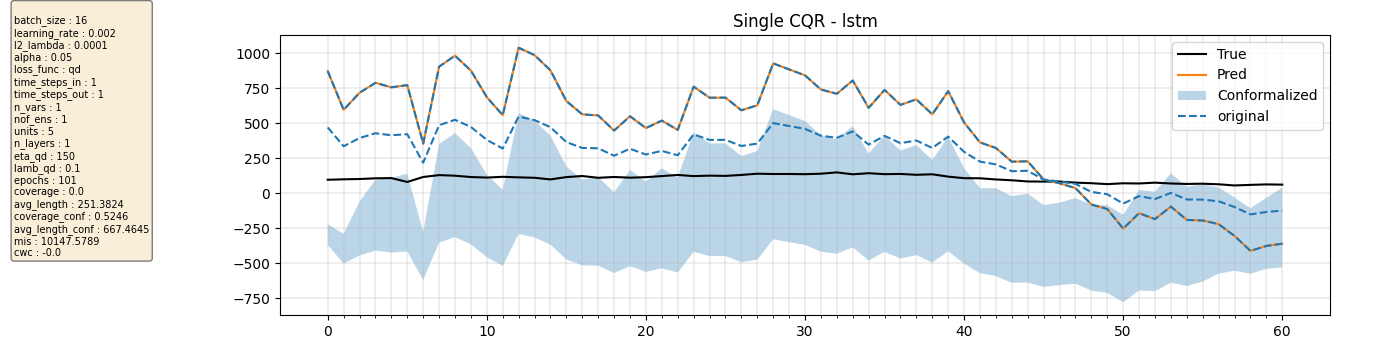 batch_size : 16
learning_rate : 0.002
l2_lambda : 0.0001
alpha : 0.05
loss_func : qd
time_steps_in : 1
time_steps_out : 1
n_vars : 1
nof_ens : 1
units : 5
n_layers : 1
eta_qd : 150
lamb_qd : 0.1
epochs : 101
coverage : 0.0
avg_length : 251.3824
coverage_conf : 0.5246
avg_length_conf : 667.4645
mis : 10147.5789
cwc : -0.0
Single CQR - lstm
1000
750
500
250
0
−250
−500
−750
0 10 20 30 40 50 60
True
Pred
Conformalized
original